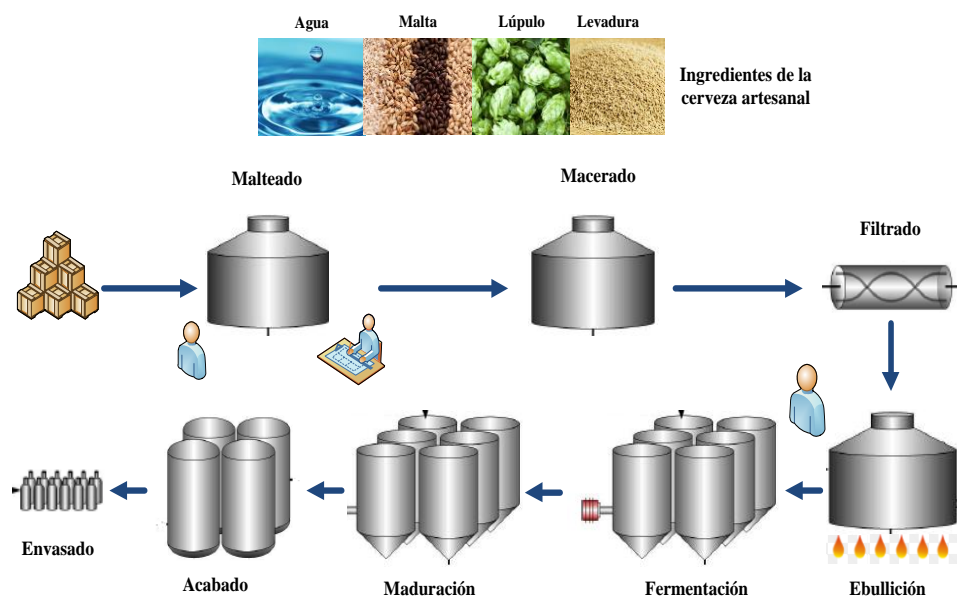 Agua
Malta
Lúpulo
Levadura
Ingredientes de la
cerveza artesanal
Malteado
Macerado
Filtrado
Envasado
Acabado
Maduración
Fermentación
Ebullición